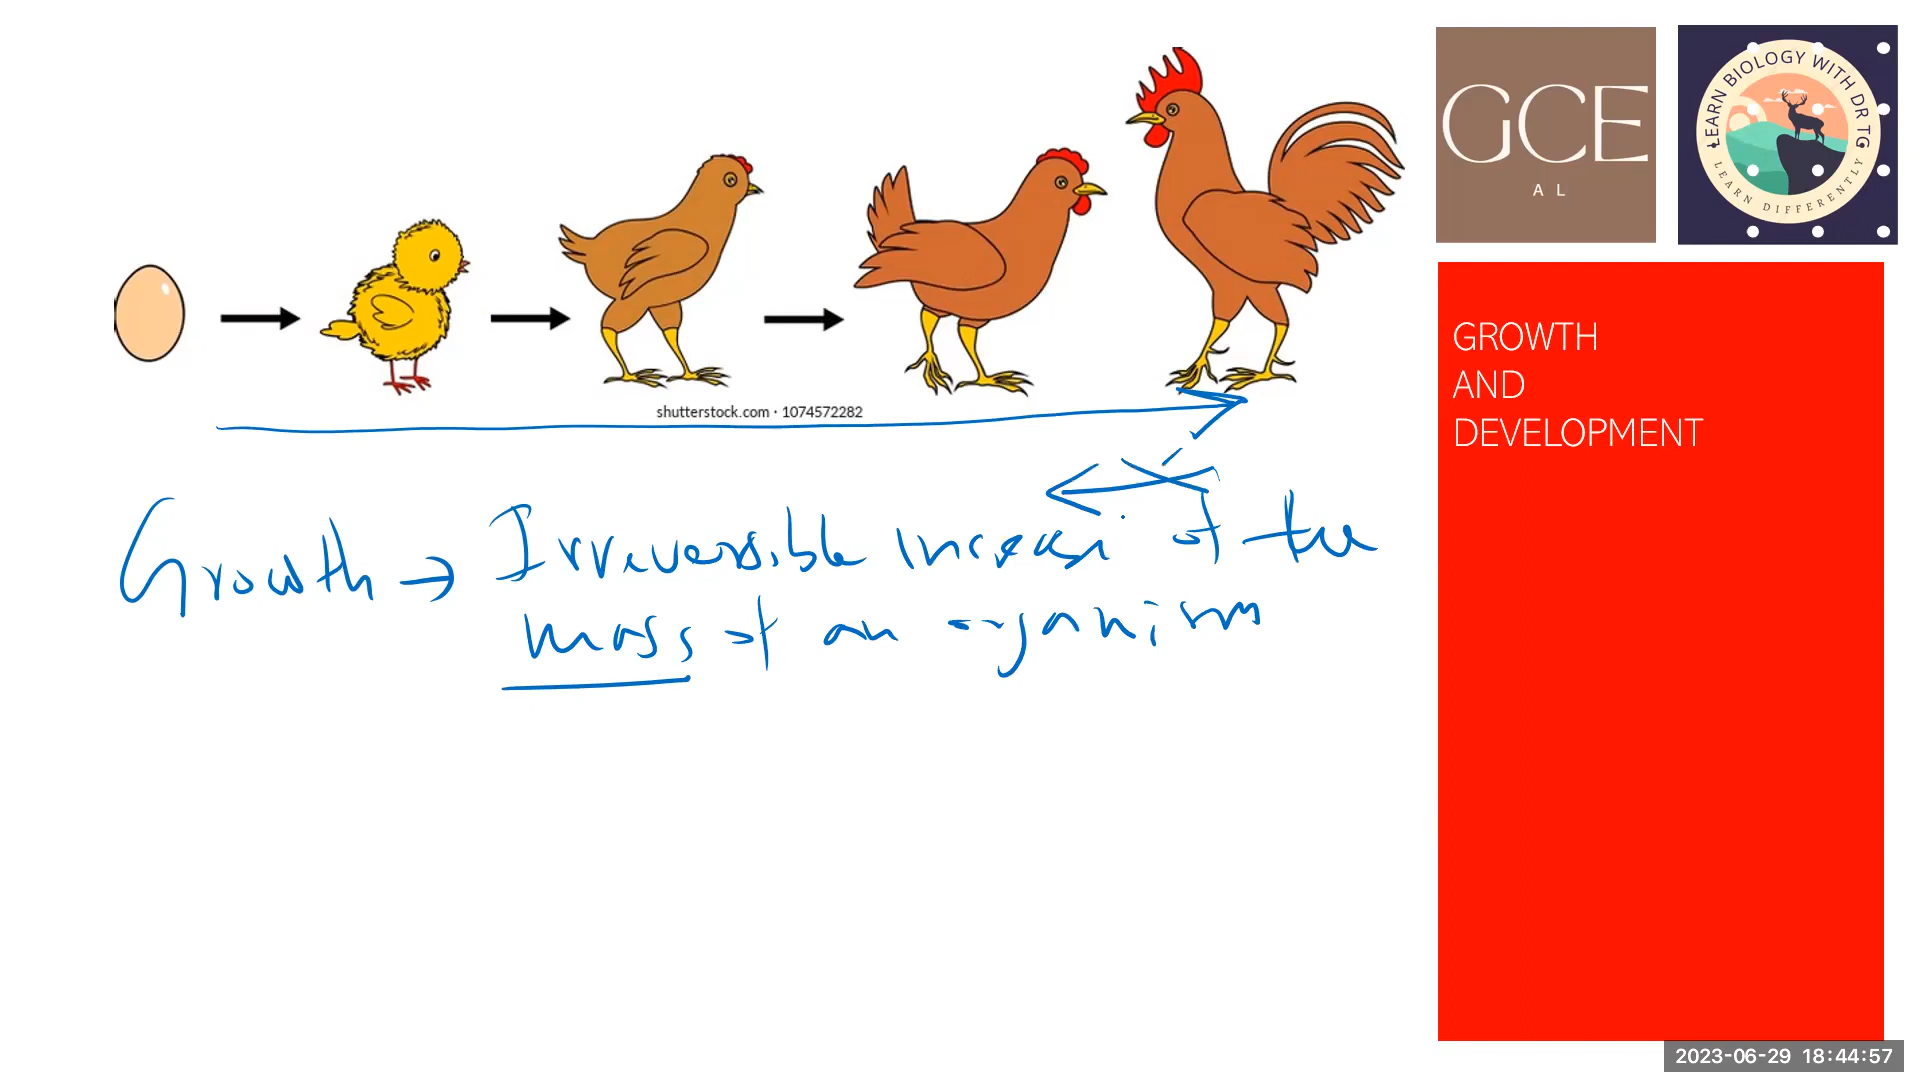 GCE
AL
LEARN BIOLOGY WITH DR TG
LEARN DIFFERENTLY
GROWTH
AND
DEVELOPMENT
shutterstock.com · 1074572282
Growth → Irreversible increase of the
mass of an organism
2023-06-29 18:44:57